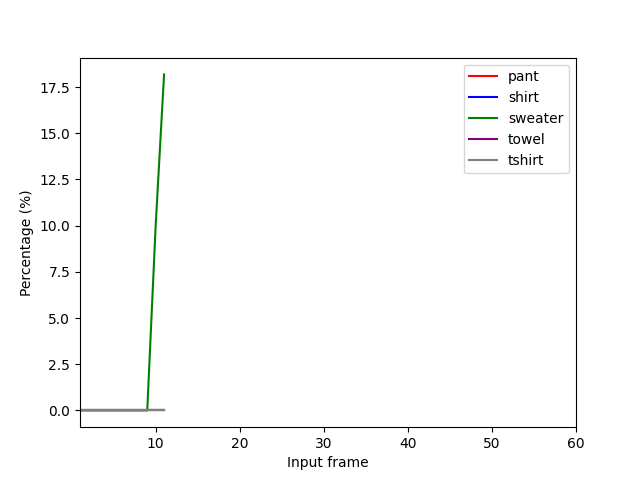 17.5
15.0
12.5
10.0
7.5
5.0
2.5
0.0
Percentage (%)
pant
shirt
sweater
towel
tshirt
10 20 30 40 50 60
Input frame